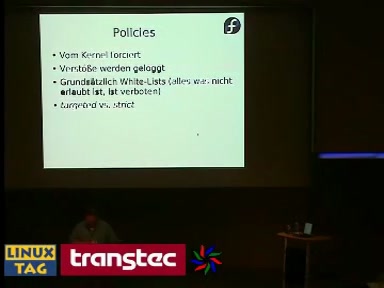 Policies
• Vom Kernel forciert
• Verstöße werden geloggt
• Grundsätzlich White-Lists (alles was nicht
erlaubt ist, ist verboten)
• targeted vs. strict
LINUX
TAG
transtec